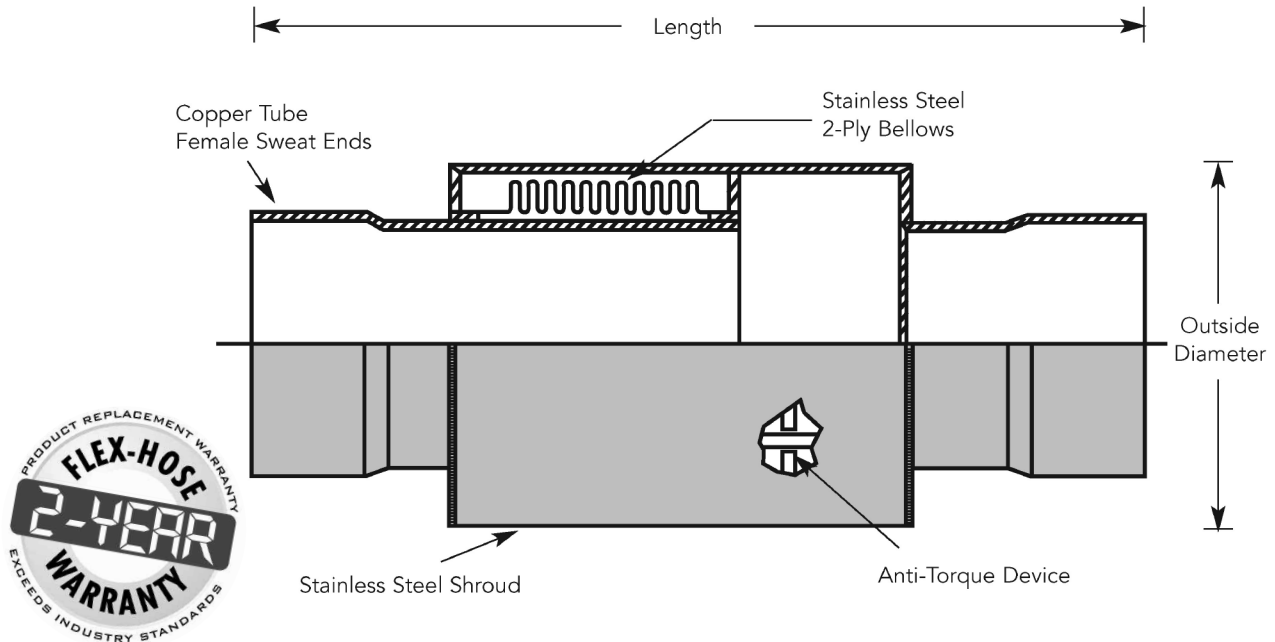 Length
Copper Tube
Female Sweat Ends
Stainless Steel
2-Ply Bellows
Outside
Diameter
Stainless Steel Shroud
Anti-Torque Device
PRODUCT REPLACEMENT WARRANTY
FLEX-HOSE
2-YEAR
WARRANTY
EXCEEDS INDUSTRY STANDARDS